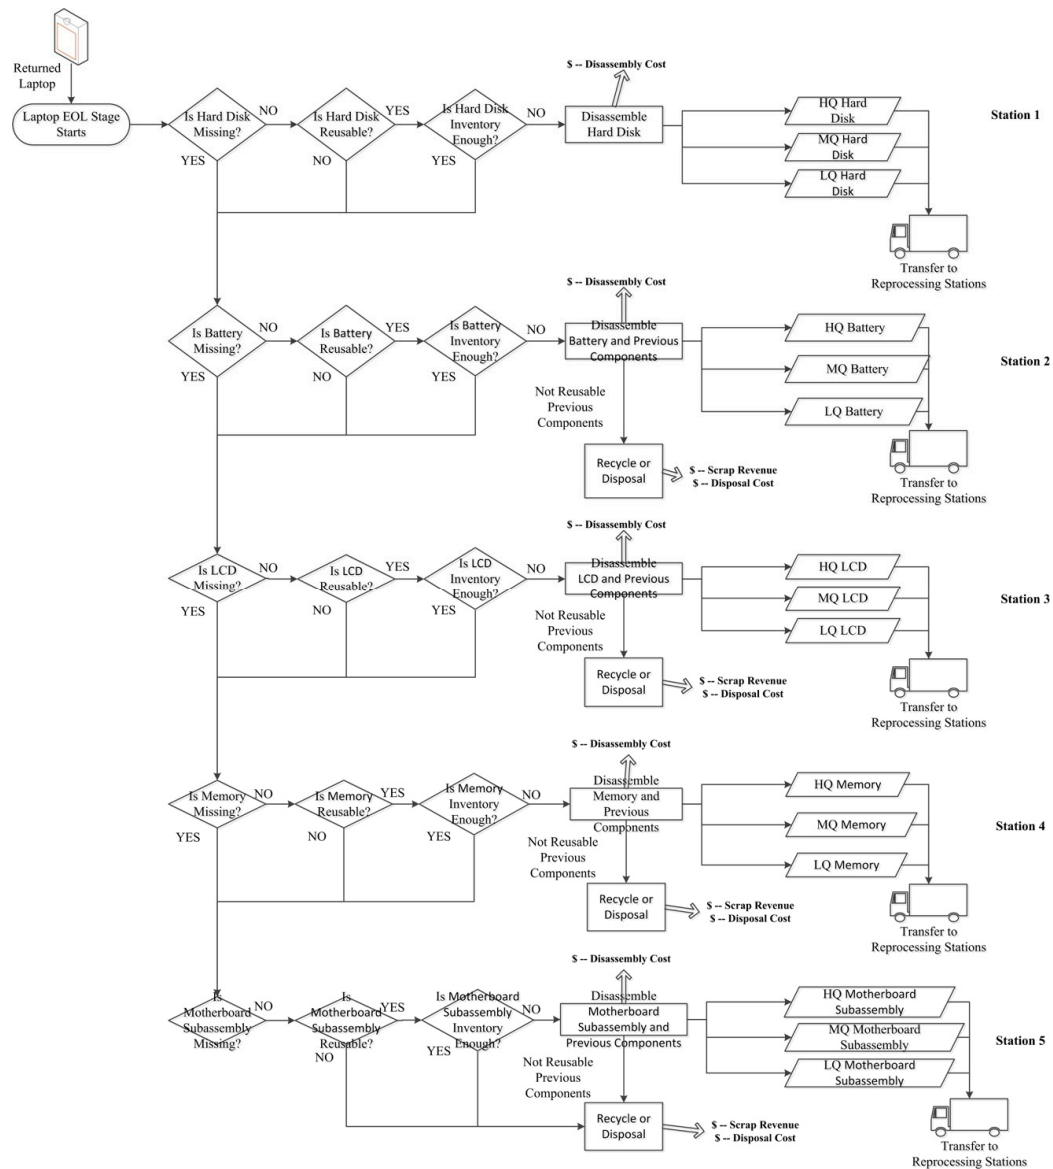 Returned
Laptop
Laptop EOL Stage
Starts
Is Hard Disk
Missing?
NO
YES
Is Hard Disk
Reusable?
YES
NO
Is Hard Disk
Inventory
Enough?
NO
YES
$ -- Disassembly Cost
Disassemble
Hard Disk
HQ Hard
Disk
MQ Hard
Disk
LQ Hard
Disk
Transfer to
Reprocessing Stations
Station 1
Is Battery
Missing?
NO
YES
Is Battery
Reusable?
YES
NO
Is Battery
Inventory
Enough?
NO
YES
$ -- Disassembly Cost
Disassemble
Battery and Previous
Components
Not Reusable
Previous
Components
Recycle or
Disposal
$ -- Scrap Revenue
$ -- Disposal Cost
HQ Battery
MQ Battery
LQ Battery
Transfer to
Reprocessing Stations
Station 2
Is LCD
Missing?
NO
YES
Is LCD
Reusable?
YES
NO
Is LCD
Inventory
Enough?
NO
YES
$ -- Disassembly Cost
Disassemble
LCD and Previous
Components
Not Reusable
Previous
Components
Recycle or
Disposal
$ -- Scrap Revenue
$ -- Disposal Cost
HQ LCD
MQ LCD
LQ LCD
Transfer to
Reprocessing Stations
Station 3
Is Memory
Missing?
NO
YES
Is Memory
Reusable?
YES
NO
Is Memory
Inventory
Enough?
NO
YES
$ -- Disassembly Cost
Disassemble
Memory and
Previous
Components
Not Reusable
Previous
Components
Recycle or
Disposal
$ -- Scrap Revenue
$ -- Disposal Cost
HQ Memory
MQ Memory
LQ Memory
Transfer to
Reprocessing Stations
Station 4
Is
Motherboard
Subassembly
Missing?
NO
Is
Motherboard
Subassembly
Reusable?
YES
NO
Is Motherboard
Subassembly
Inventory
Enough?
NO
YES
$ -- Disassembly Cost
Disassemble
Motherboard
Subassembly and
Previous Components
Not Reusable
Previous
Components
Recycle or
Disposal
$ -- Scrap Revenue
$ -- Disposal Cost
HQ Motherboard
Subassembly
MQ Motherboard
Subassembly
LQ Motherboard
Subassembly
Transfer to
Reprocessing Stations
Station 5